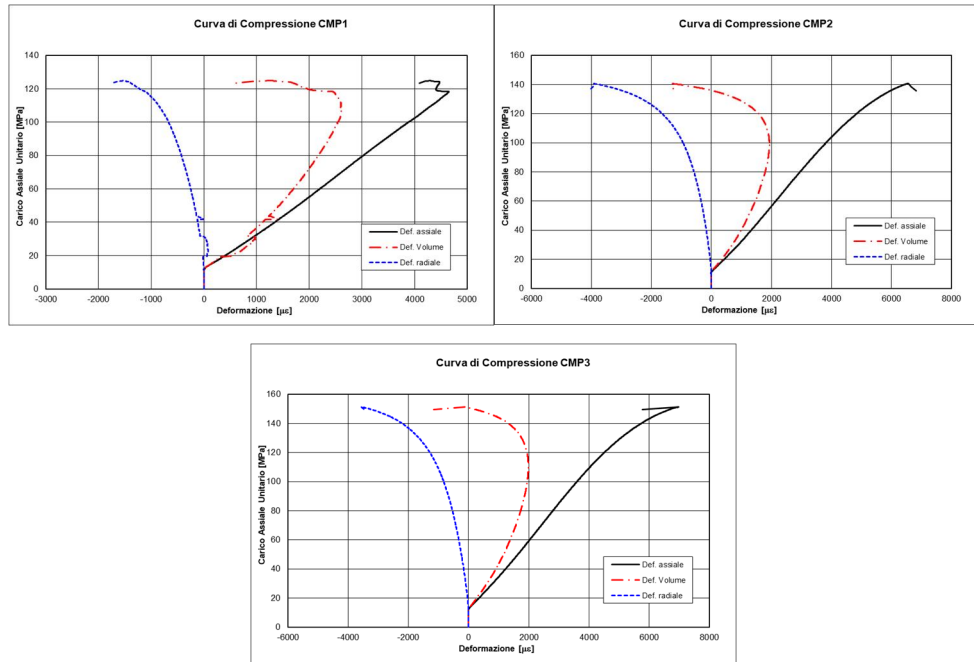 Curva di Compressione CMP1
Carico Assiale Unitario [MPa]
140
120
100
80
60
40
20
0
-3000 -2000 -1000 0 1000 2000 3000 4000 5000
Deformazione [με]
Def. assiale
Def. Volume
Def. radiale
Curva di Compressione CMP2
Carico Assiale Unitario [MPa]
160
140
120
100
80
60
40
20
0
-6000 -4000 -2000 0 2000 4000 6000 8000
Deformazione [με]
Def. assiale
Def. Volume
Def. radiale
Curva di Compressione CMP3
Carico Assiale Unitario [MPa]
160
140
120
100
80
60
40
20
0
-6000 -4000 -2000 0 2000 4000 6000 8000
Deformazione [με]
Def. assiale
Def. Volume
Def. radiale